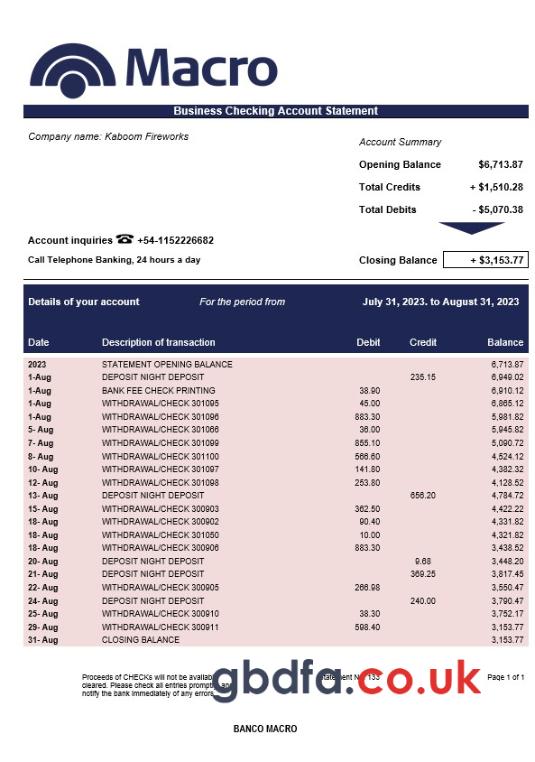 Macro
Business Checking Account Statement
Company name: Kaboom Fireworks
Account Summary
Opening Balance $6,713.87
Total Credits + $1,510.28
Total Debits - $5,070.38
Account inquiries ☎ +54-1152226682
Call Telephone Banking, 24 hours a day
Closing Balance + $3,153.77
Details of your account For the period from July 31, 2023. to August 31, 2023
Date Description of transaction Debit Credit Balance
2023 STATEMENT OPENING BALANCE 6,713.87
1-Aug DEPOSIT NIGHT DEPOSIT 235.15 6,949.02
1-Aug BANK FEE CHECK PRINTING 38.90 6,910.12
1-Aug WITHDRAWAL/CHECK 301095 45.00 6,865.12
1-Aug WITHDRAWAL/CHECK 301096 883.30 5,981.82
5- Aug WITHDRAWAL/CHECK 301066 36.00 5,945.82
7- Aug WITHDRAWAL/CHECK 301099 855.10 5,090.72
8- Aug WITHDRAWAL/CHECK 301100 566.60 4,524.12
10- Aug WITHDRAWAL/CHECK 301097 141.80 4,382.32
12- Aug WITHDRAWAL/CHECK 301098 253.80 4,128.52
13- Aug DEPOSIT NIGHT DEPOSIT 656.20 4,784.72
15- Aug WITHDRAWAL/CHECK 300903 362.50 4,422.22
18- Aug WITHDRAWAL/CHECK 300902 90.40 4,331.82
18- Aug WITHDRAWAL/CHECK 301050 10.00 4,321.82
18- Aug WITHDRAWAL/CHECK 300906 883.30 3,438.52
20- Aug DEPOSIT NIGHT DEPOSIT 9.68 3,448.20
21- Aug DEPOSIT NIGHT DEPOSIT 369.25 3,817.45
22- Aug WITHDRAWAL/CHECK 300905 266.98 3,550.47
24- Aug DEPOSIT NIGHT DEPOSIT 240.00 3,790.47
25- Aug WITHDRAWAL/CHECK 300910 38.30 3,752.17
29- Aug WITHDRAWAL/CHECK 300911 598.40 3,153.77
31- Aug CLOSING BALANCE 3,153.77
Proceeds of CHECKs will not be
cleared. Please check all entries
notify the bank immediately of any errors
133 Page 1 of 1
gbdfa.co.uk
BANCO MACRO